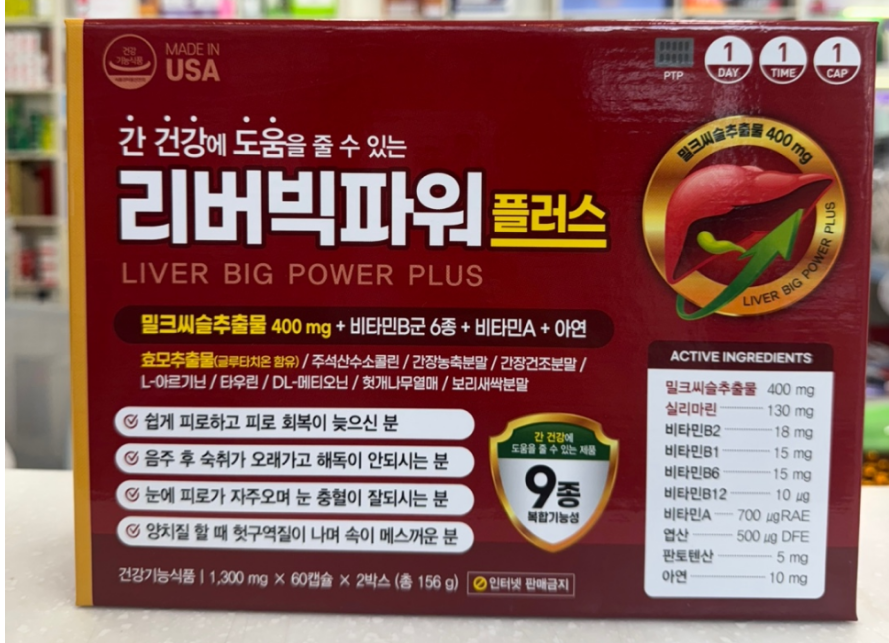 건강
기능식품
MADE IN
USA
PTP
1
DAY
1
TIME
1
CAP
간 건강에 도움을 줄 수 있는
리버빅파워 플러스
LIVER BIG POWER PLUS
밀크씨슬추출물 400 mg
LIVER BIG POWER PLUS
밀크씨슬추출물 400 mg + 비타민B군 6종 + 비타민A + 아연
효모추출물(글루타치온 함유) / 주석산수소콜린 / 간장농축분말 / 간장건조분말 /
L-아르기닌 / 타우린 / DL-메티오닌 / 헛개나무열매 / 보리새싹분말
쉽게 피로하고 피로 회복이 늦으신 분
음주 후 숙취가 오래가고 해독이 안되시는 분
눈에 피로가 자주오며 눈 충혈이 잘되시는 분
양치질 할 때 헛구역질이 나며 속이 메스꺼운 분
간 건강에
도움을 줄 수 있는 제품
9종
복합기능성
ACTIVE INGREDIENTS
밀크씨슬추출물 400 mg
실리마린 130 mg
비타민B2 18 mg
비타민B1 15 mg
비타민B6 15 mg
비타민B12 10 μg
비타민A 700 μgRAE
엽산 500 μg DFE
판토텐산 5 mg
아연 10 mg
건강기능식품 | 1,300 mg × 60캡슐 × 2박스 (총 156 g)
인터넷 판매금지